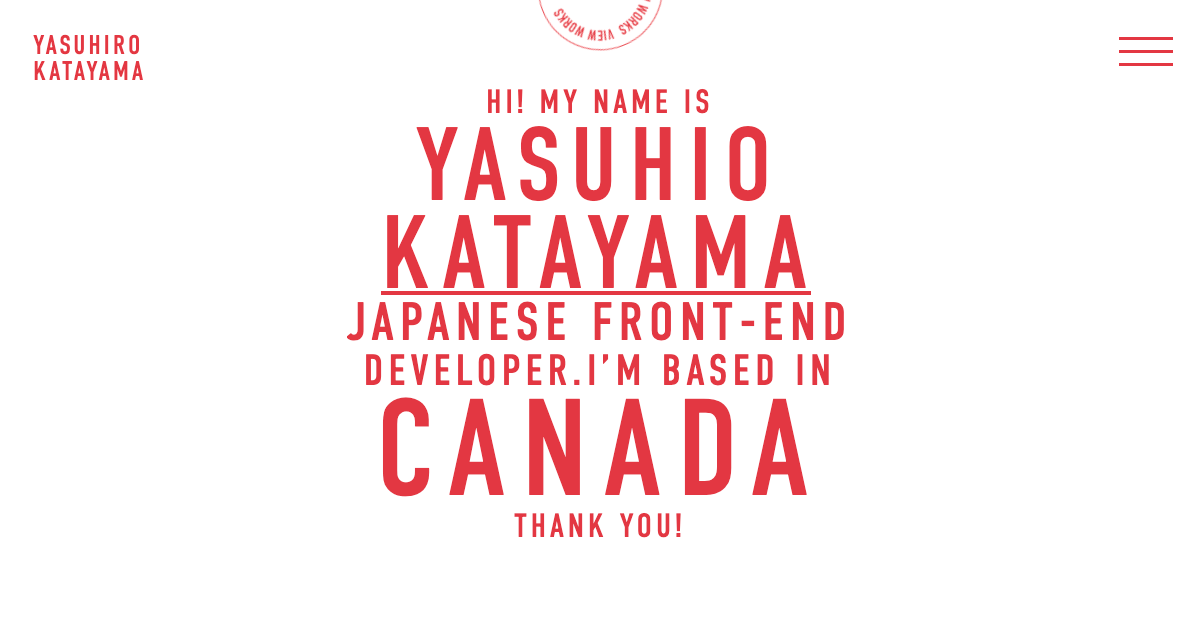 YASUHIRO
KATAYAMA
WORKS VIEW WORKS
HI! MY NAME IS
YASUHIO
KATAYAMA
JAPANESE FRONT-END
DEVELOPER.I’M BASED IN
CANADA
THANK YOU!